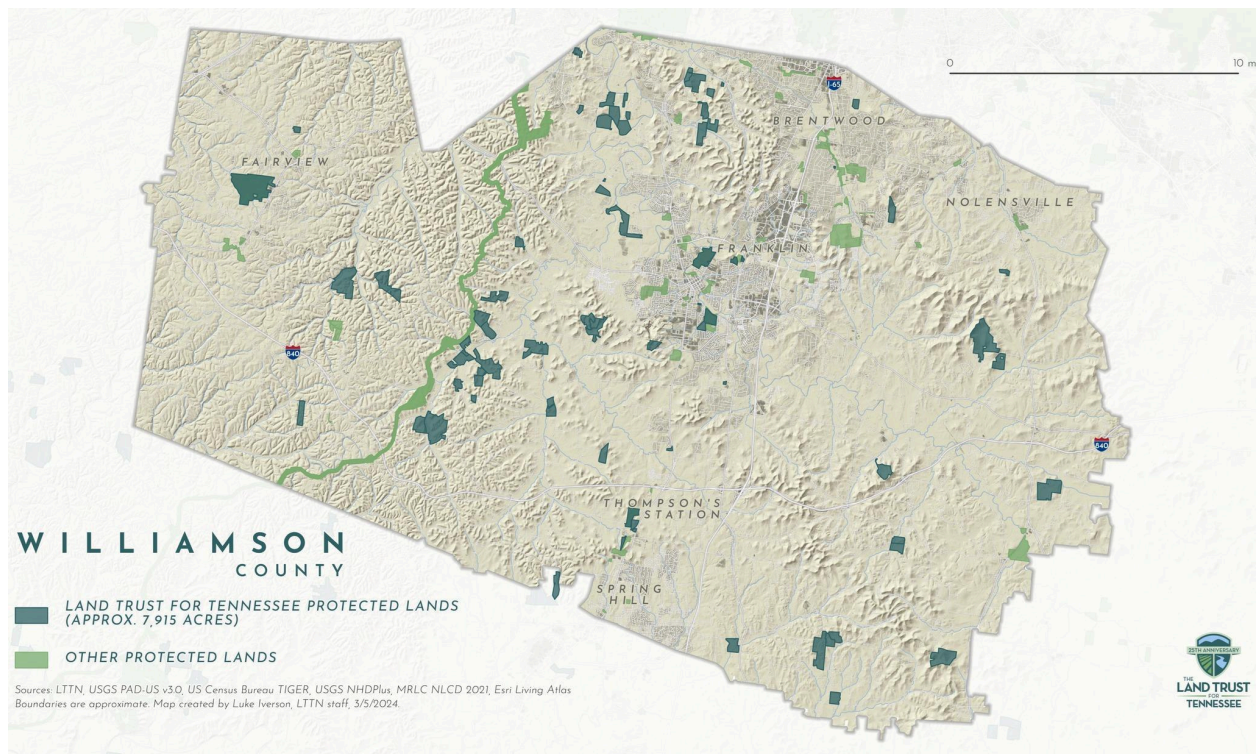 0 10 m
I-65
BRENTWOOD
FAIRVIEW
NOLENSVILLE
FRANKLIN
840
840
THOMPSON'S
STATION
SPRING
HILL
WILLIAMSON
COUNTY
LAND TRUST FOR TENNESSEE PROTECTED LANDS
(APPROX. 7,915 ACRES)
OTHER PROTECTED LANDS
Sources: LTTN, USGS PAD-US v3.0, US Census Bureau TIGER, USGS NHDPlus, MRLC NLCD 2021, Esri Living Atlas
Boundaries are approximate. Map created by Luke Iverson, LTTN staff, 3/5/2024.
25TH ANNIVERSARY
THE
LAND TRUST
FOR
TENNESSEE